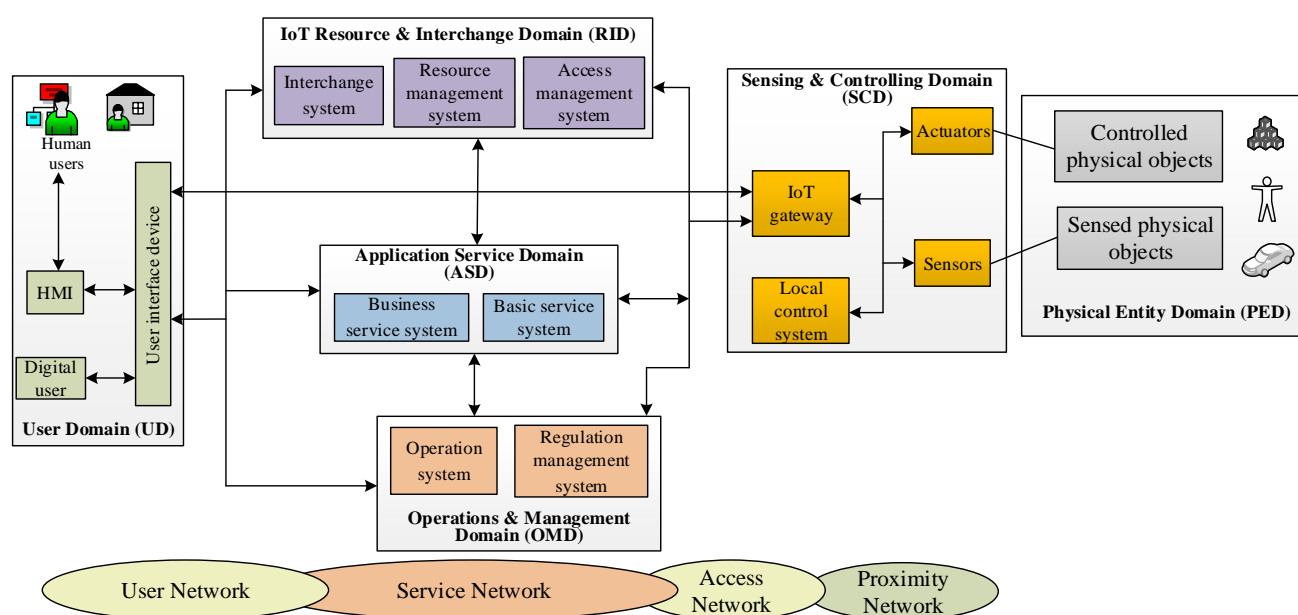 IoT Resource & Interchange Domain (RID)
Interchange
system
Resource
management
system
Access
management
system
Human
users
HMI
Digital
user
User interface device
User Domain (UD)
Application Service Domain
(ASD)
Business
service system
Basic service
system
Operation
system
Regulation
management
system
Operations & Management
Domain (OMD)
Sensing & Controlling Domain
(SCD)
Actuators
IoT
gateway
Sensors
Local
control
system
Controlled
physical objects
Sensed physical
objects
Physical Entity Domain (PED)
User Network
Service Network
Access
Network
Proximity
Network